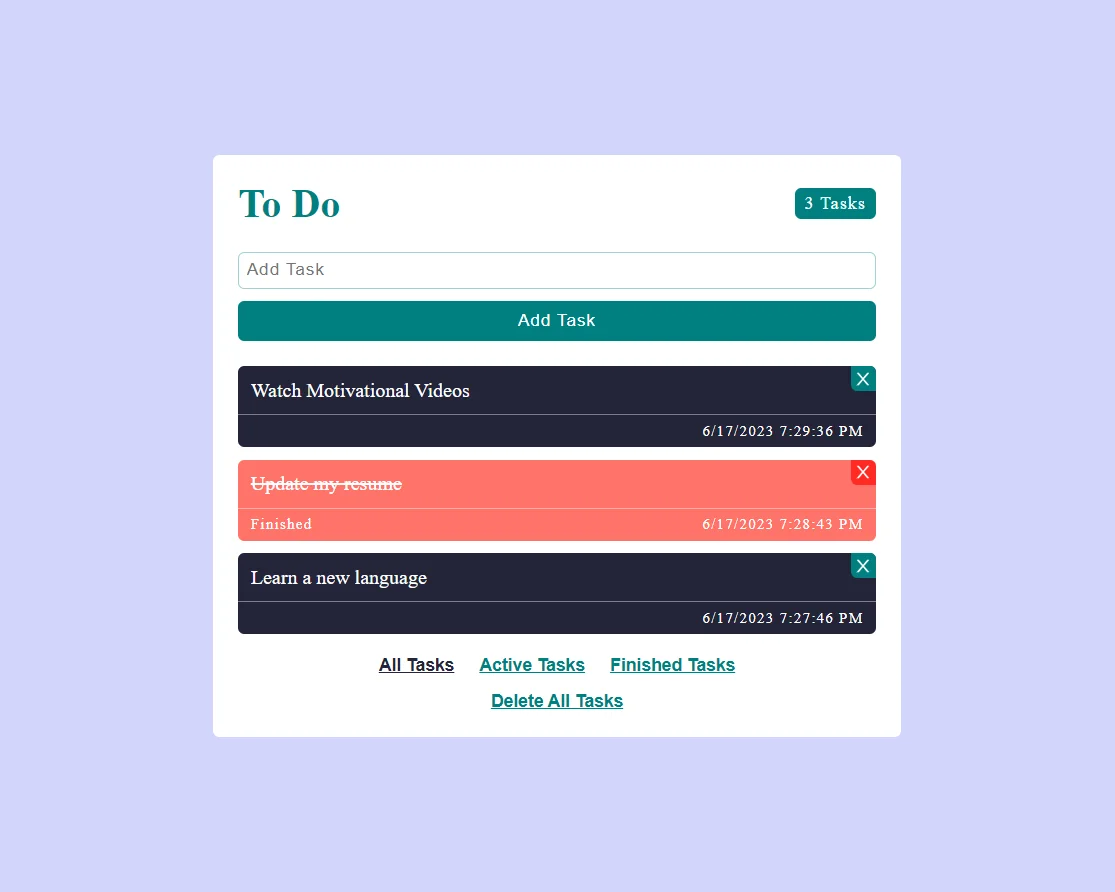 To Do
3 Tasks
Add Task
Add Task
X
Watch Motivational Videos
6/17/2023 7:29:36 PM
X
Update my resume
Finished 6/17/2023 7:28:43 PM
X
Learn a new language
6/17/2023 7:27:46 PM
All Tasks Active Tasks Finished Tasks
Delete All Tasks